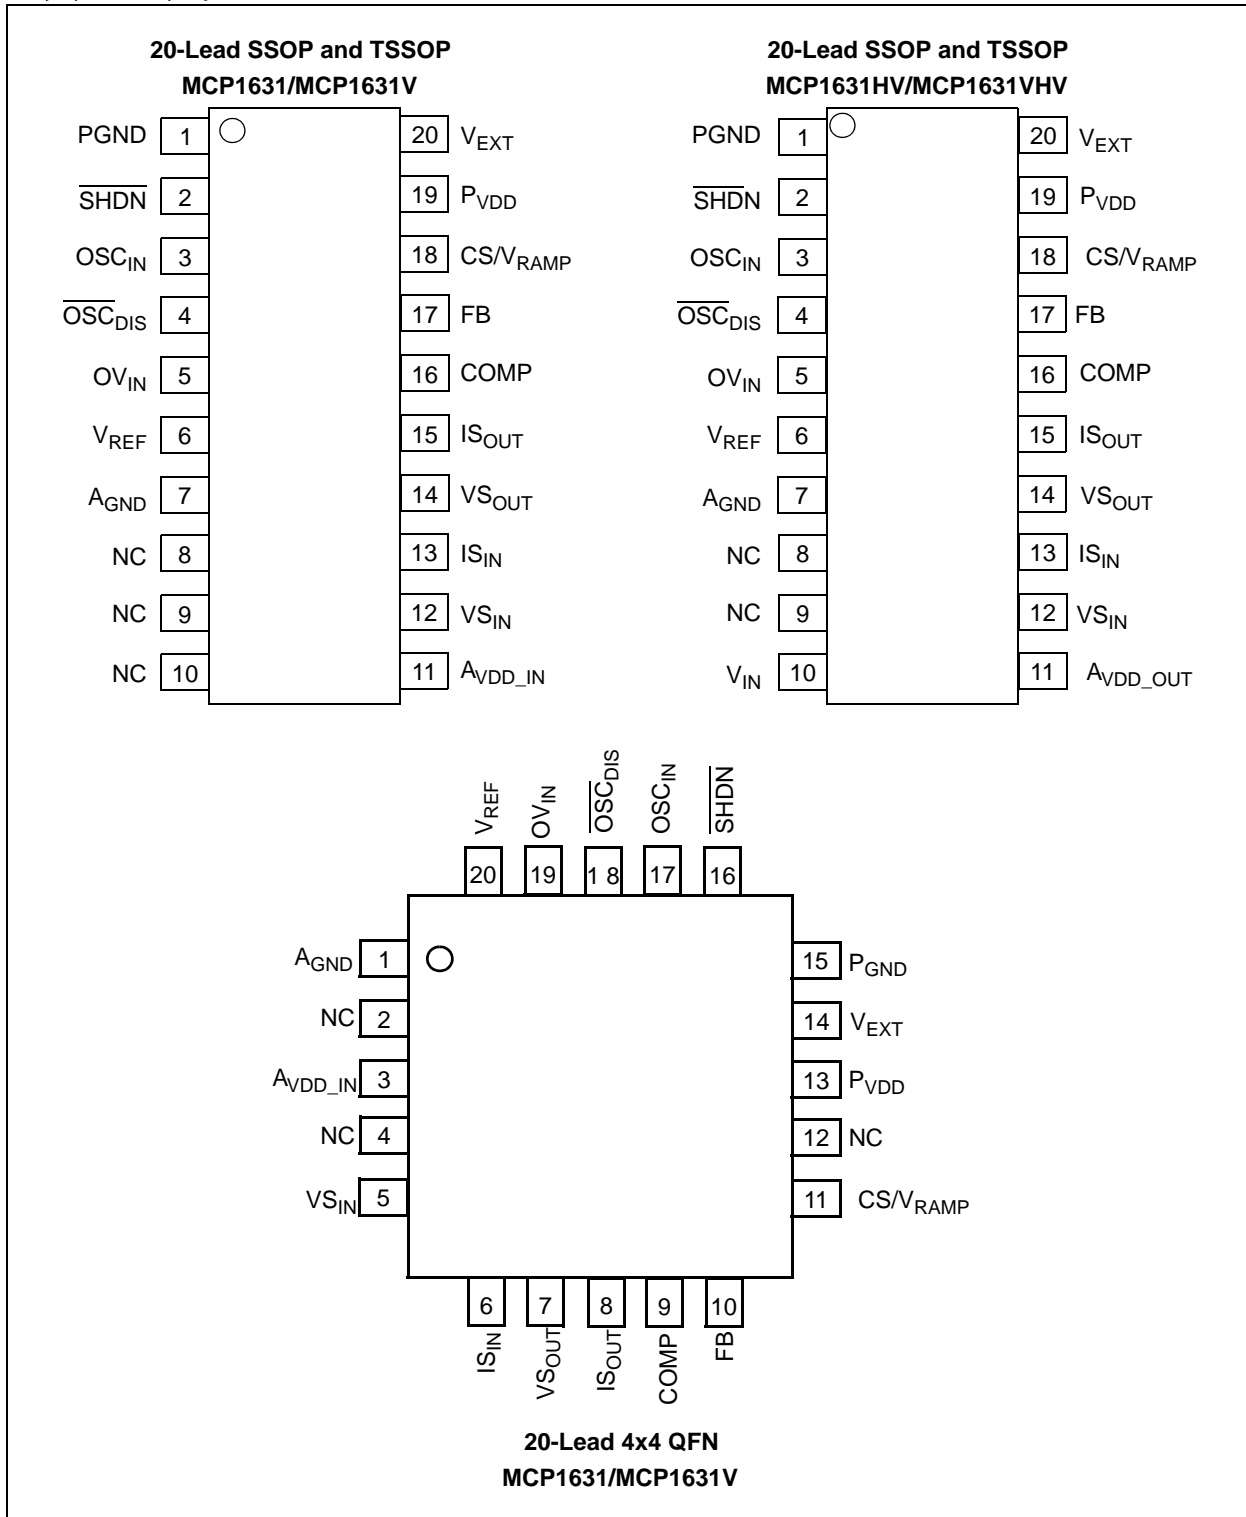 20-Lead SSOP and TSSOP
MCP1631/MCP1631V
PGND 1
SHDN 2
OSCIN 3
OSCDIS 4
OVIN 5
VREF 6
AGND 7
NC 8
NC 9
NC 10
20 VEXT
19 PVDD
18 CS/VRAMP
17 FB
16 COMP
15 ISOUT
14 VSOUT
13 ISIN
12 VSIN
11 AVDD_IN
20-Lead SSOP and TSSOP
MCP1631HV/MCP1631VHV
PGND 1
SHDN 2
OSCIN 3
OSCDIS 4
OVIN 5
VREF 6
AGND 7
NC 8
NC 9
VIN 10
20 VEXT
19 PVDD
18 CS/VRAMP
17 FB
16 COMP
15 ISOUT
14 VSOUT
13 ISIN
12 VSIN
11 AVDD_OUT
VREF OVIN OSCDIS OSCIN SHDN
20 19 1 8 17 16
AGND 1
NC 2
AVDD_IN 3
NC 4
VSIN 5
15 PGND
14 VEXT
13 PVDD
12 NC
11 CS/VRAMP
6 7 8 9 10
ISIN VSOUT ISOUT COMP FB
20-Lead 4x4 QFN
MCP1631/MCP1631V